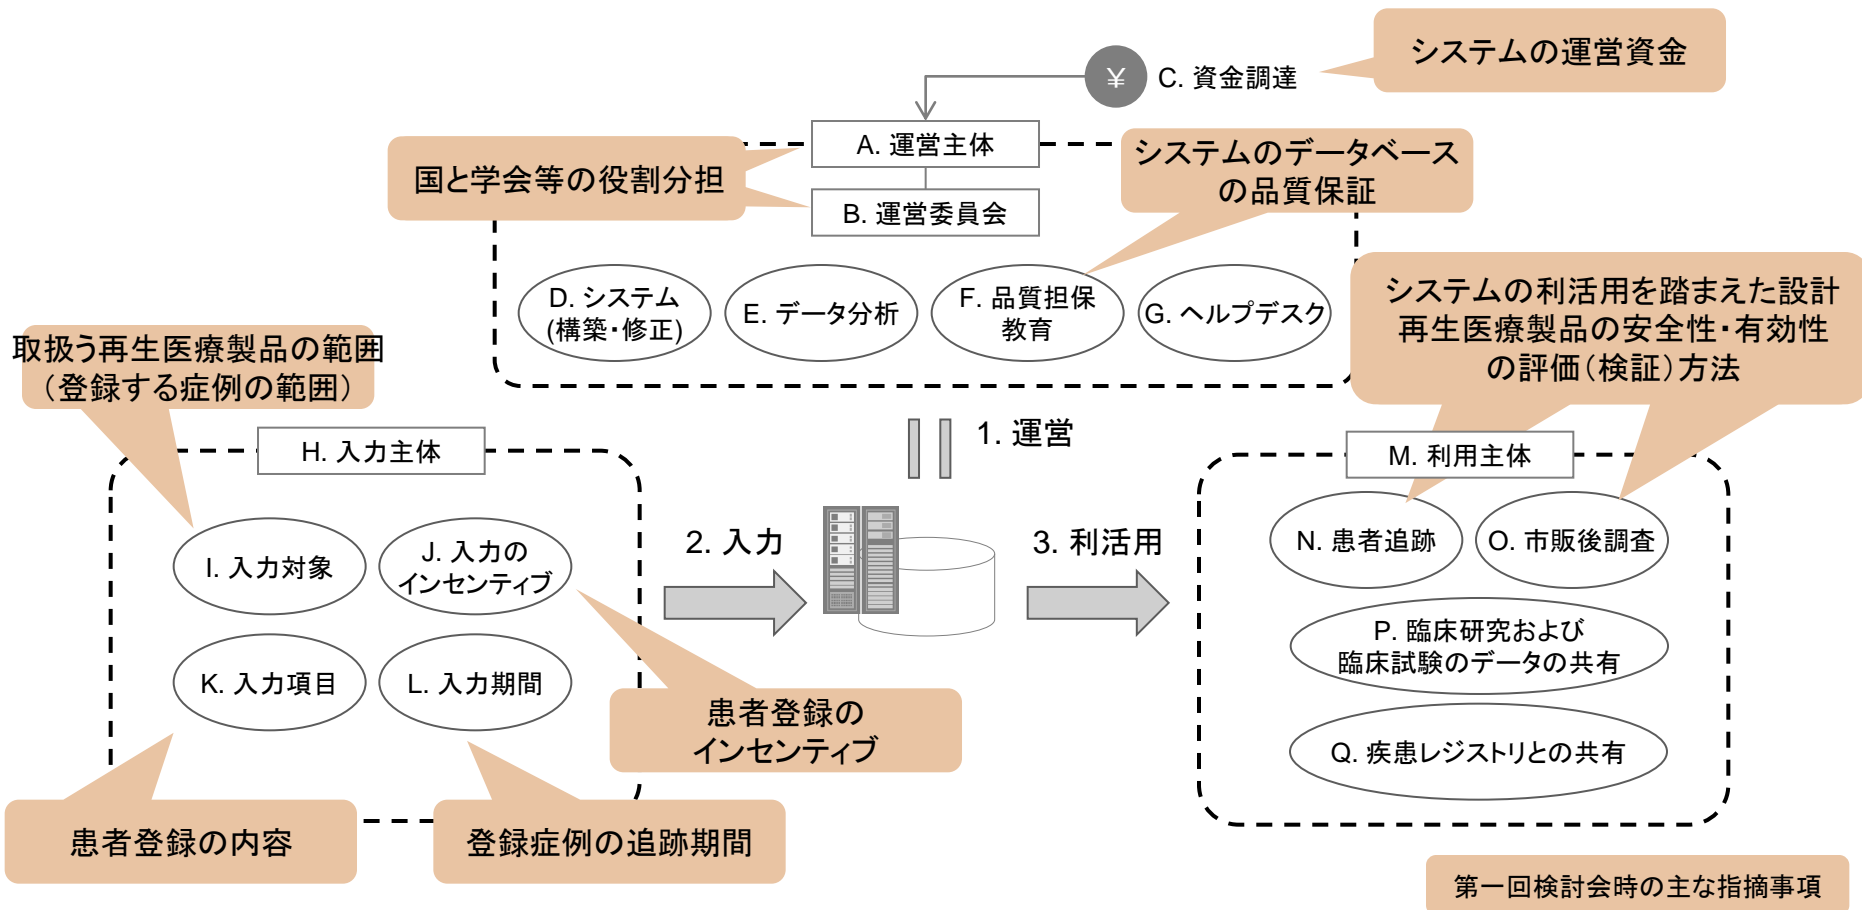 システムの運営資金
¥
C. 資金調達
A. 運営主体
国と学会等の役割分担
B. 運営委員会
システムのデータベース
の品質保証
D. システム
(構築・修正)
E. データ分析
F. 品質担保
教育
G. ヘルプデスク
システムの利活用を踏まえた設計
再生医療製品の安全性・有効性
の評価（検証）方法
取扱う再生医療製品の範囲
（登録する症例の範囲）
1. 運営
H. 入力主体
I. 入力対象
J. 入力の
インセンティブ
K. 入力項目
L. 入力期間
2. 入力
3. 利活用
M. 利用主体
N. 患者追跡
O. 市販後調査
P. 臨床研究および
臨床試験のデータの共有
Q. 疾患レジストリとの共有
患者登録の
インセンティブ
患者登録の内容
登録症例の追跡期間
第一回検討会時の主な指摘事項